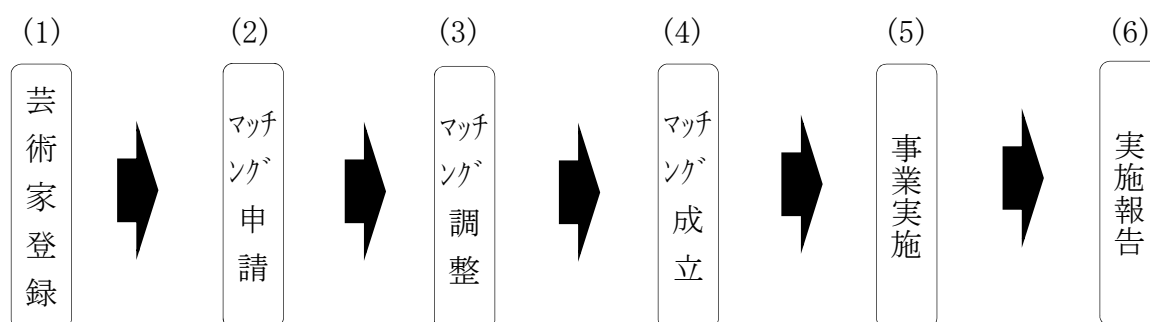 (1)
芸術家登録
(2)
マッチング申請
(3)
マッチング調整
(4)
マッチング成立
(5)
事業実施
(6)
実施報告